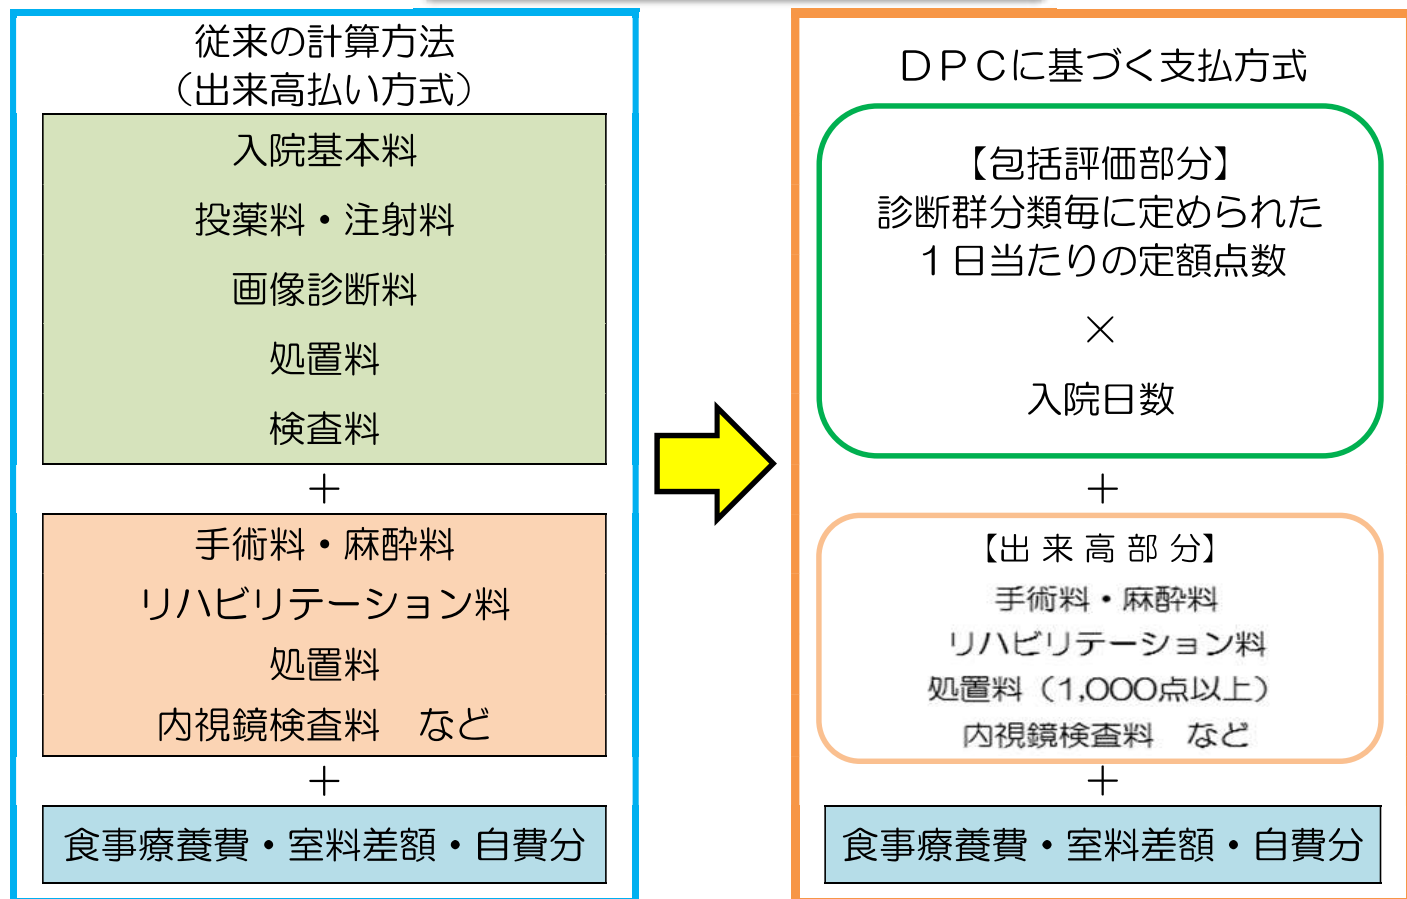 従来の計算方法
（出来高払い方式）
入院基本料
投薬料・注射料
画像診断料
処置料
検査料
＋
手術料・麻酔料
リハビリテーション料
処置料
内視鏡検査料　など
＋
食事療養費・室料差額・自費分
ＤＰＣに基づく支払方式
【包括評価部分】
診断群分類毎に定められた
１日当たりの定額点数
×
入院日数
＋
【出 来 高 部 分】
手術料・麻酔料
リハビリテーション料
処置料（1,000点以上）
内視鏡検査料　など
＋
食事療養費・室料差額・自費分